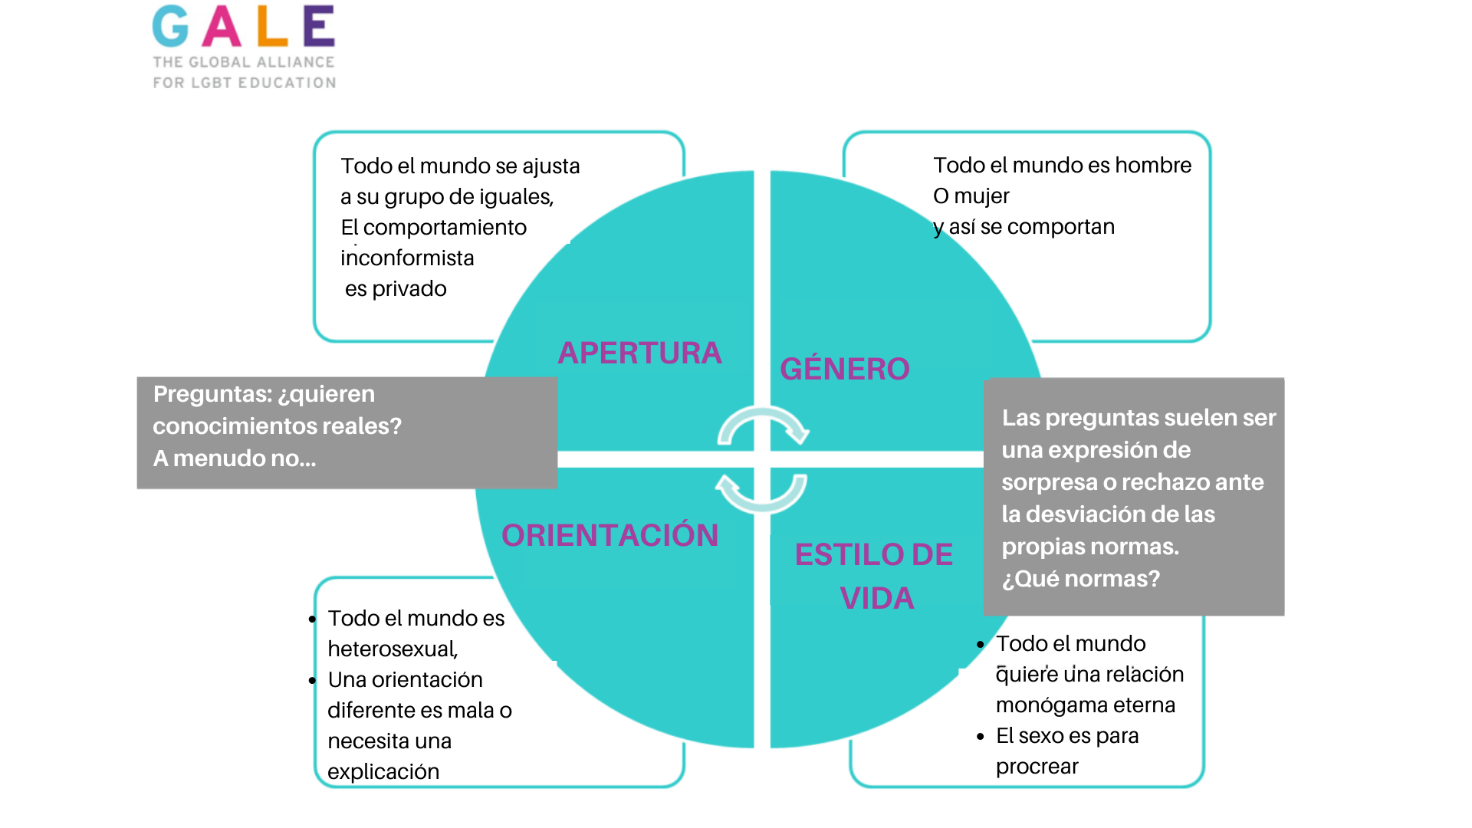 GALE
THE GLOBAL ALLIANCE
FOR LGBT EDUCATION
Todo el mundo se ajusta
a su grupo de iguales,
El comportamiento
inconformista
es privado
Todo el mundo es hombre
O mujer
y así se comportan
APERTURA
GÉNERO
Preguntas: ¿quieren
conocimientos reales?
A menudo no...
Las preguntas suelen ser
una expresión de
sorpresa o rechazo ante
la desviación de las
propias normas.
¿Qué normas?
ORIENTACIÓN
ESTILO DE
VIDA
• Todo el mundo es
heterosexual,
• Una orientación
diferente es mala o
necesita una
explicación
• Todo el mundo
quiere una relación
monógama eterna
• El sexo es para
procrear